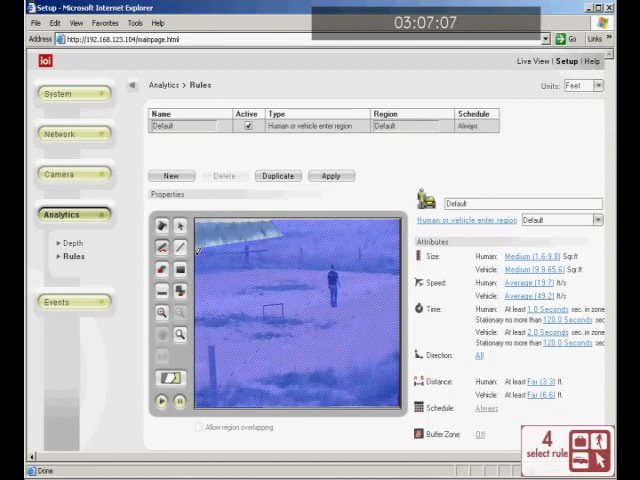 Setup - Microsoft Internet Explorer
03:07:07
File Edit View Favorites Tools Help
Address http://192.168.123.104/mainpage.html Go Links »
ioi
Live View | Setup | Help
System
Network
Camera
Analytics
Depth
Rules
Events
Analytics > Rules
Units: Feet
Name Active Type Region Schedule
Default Human or vehicle enter region Default Always
New Delete Duplicate Apply
Properties
Default
Human or vehicle enter region Default
Attributes
Size: Human: Medium (1.6-9.8) Sq.ft
Vehicle: Medium (9.8-65.6) Sq.ft
Speed: Human: Average (19.7) ft/s
Vehicle: Average (49.2) ft/s
Time: Human: At least 1.0 Seconds sec. in zone
Stationary no more than 120.0 Seconds
Vehicle: At least 2.0 Seconds sec. in zone
Stationary no more than 120.0 Seconds
Direction: All
Distance: Human: At least Far (3.3) ft.
Vehicle: At least Far (6.6) ft.
Schedule: Always
BufferZone: Off
Allow region overlapping
4
select rule
Done